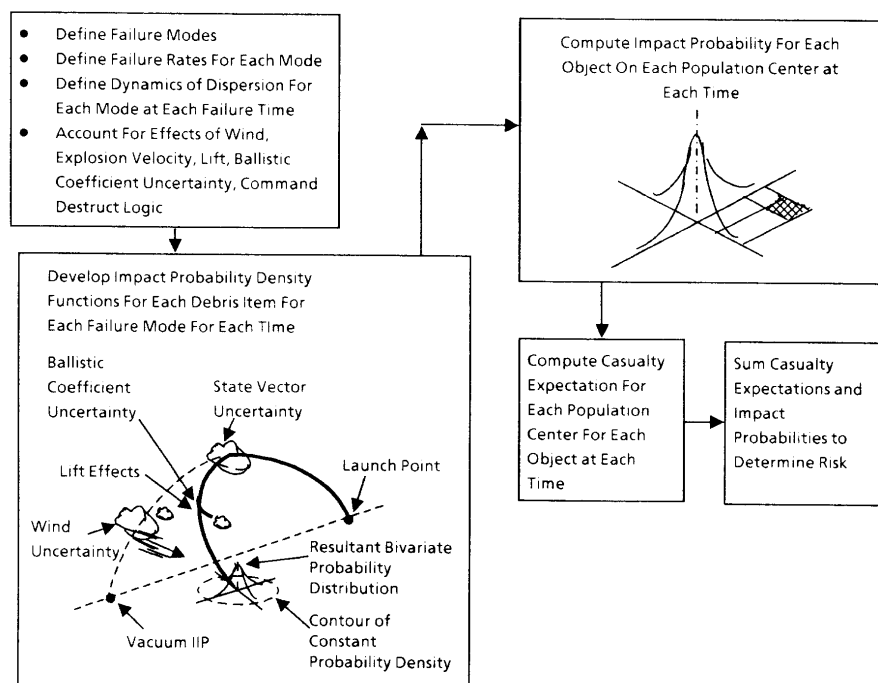 ● Define Failure Modes
● Define Failure Rates For Each Mode
● Define Dynamics of Dispersion For
Each Mode at Each Failure Time
● Account For Effects of Wind,
Explosion Velocity, Lift, Ballistic
Coefficient Uncertainty, Command
Destruct Logic
Develop Impact Probability Density
Functions For Each Debris Item For
Each Failure Mode For Each Time
Ballistic
Coefficient
Uncertainty
State Vector
Uncertainty
Lift Effects
Launch Point
Wind
Uncertainty
Resultant Bivariate
Probability
Distribution
Vacuum IIP
Contour of
Constant
Probability Density
Compute Impact Probability For Each
Object On Each Population Center at
Each Time
Compute Casualty
Expectation For
Each Population
Center For Each
Object at Each
Time
Sum Casualty
Expectations and
Impact
Probabilities to
Determine Risk